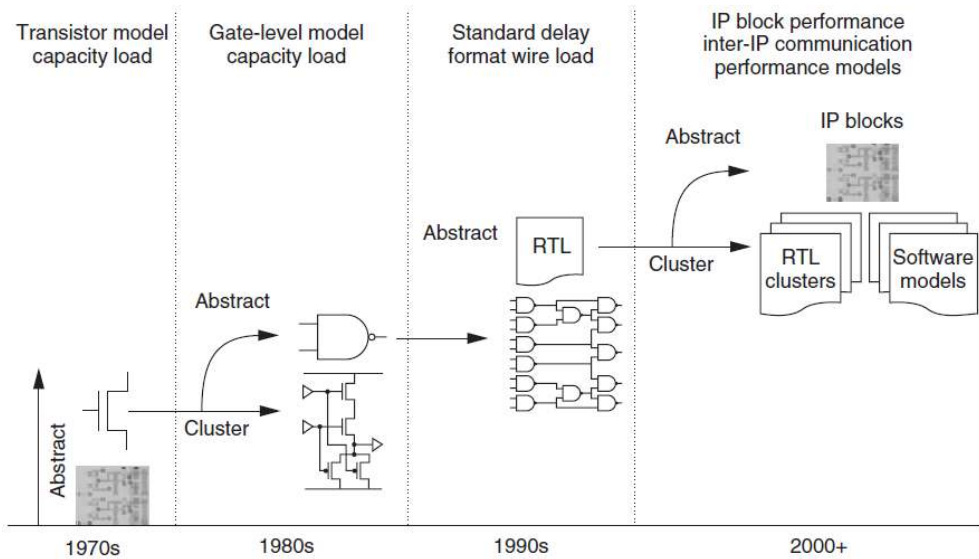 Transistor model
capacity load
Gate-level model
capacity load
Standard delay
format wire load
IP block performance
inter-IP communication
performance models
Abstract
IP blocks
Abstract
RTL
Cluster
RTL
clusters
Software
models
Abstract
Cluster
Abstract
1970s
1980s
1990s
2000+